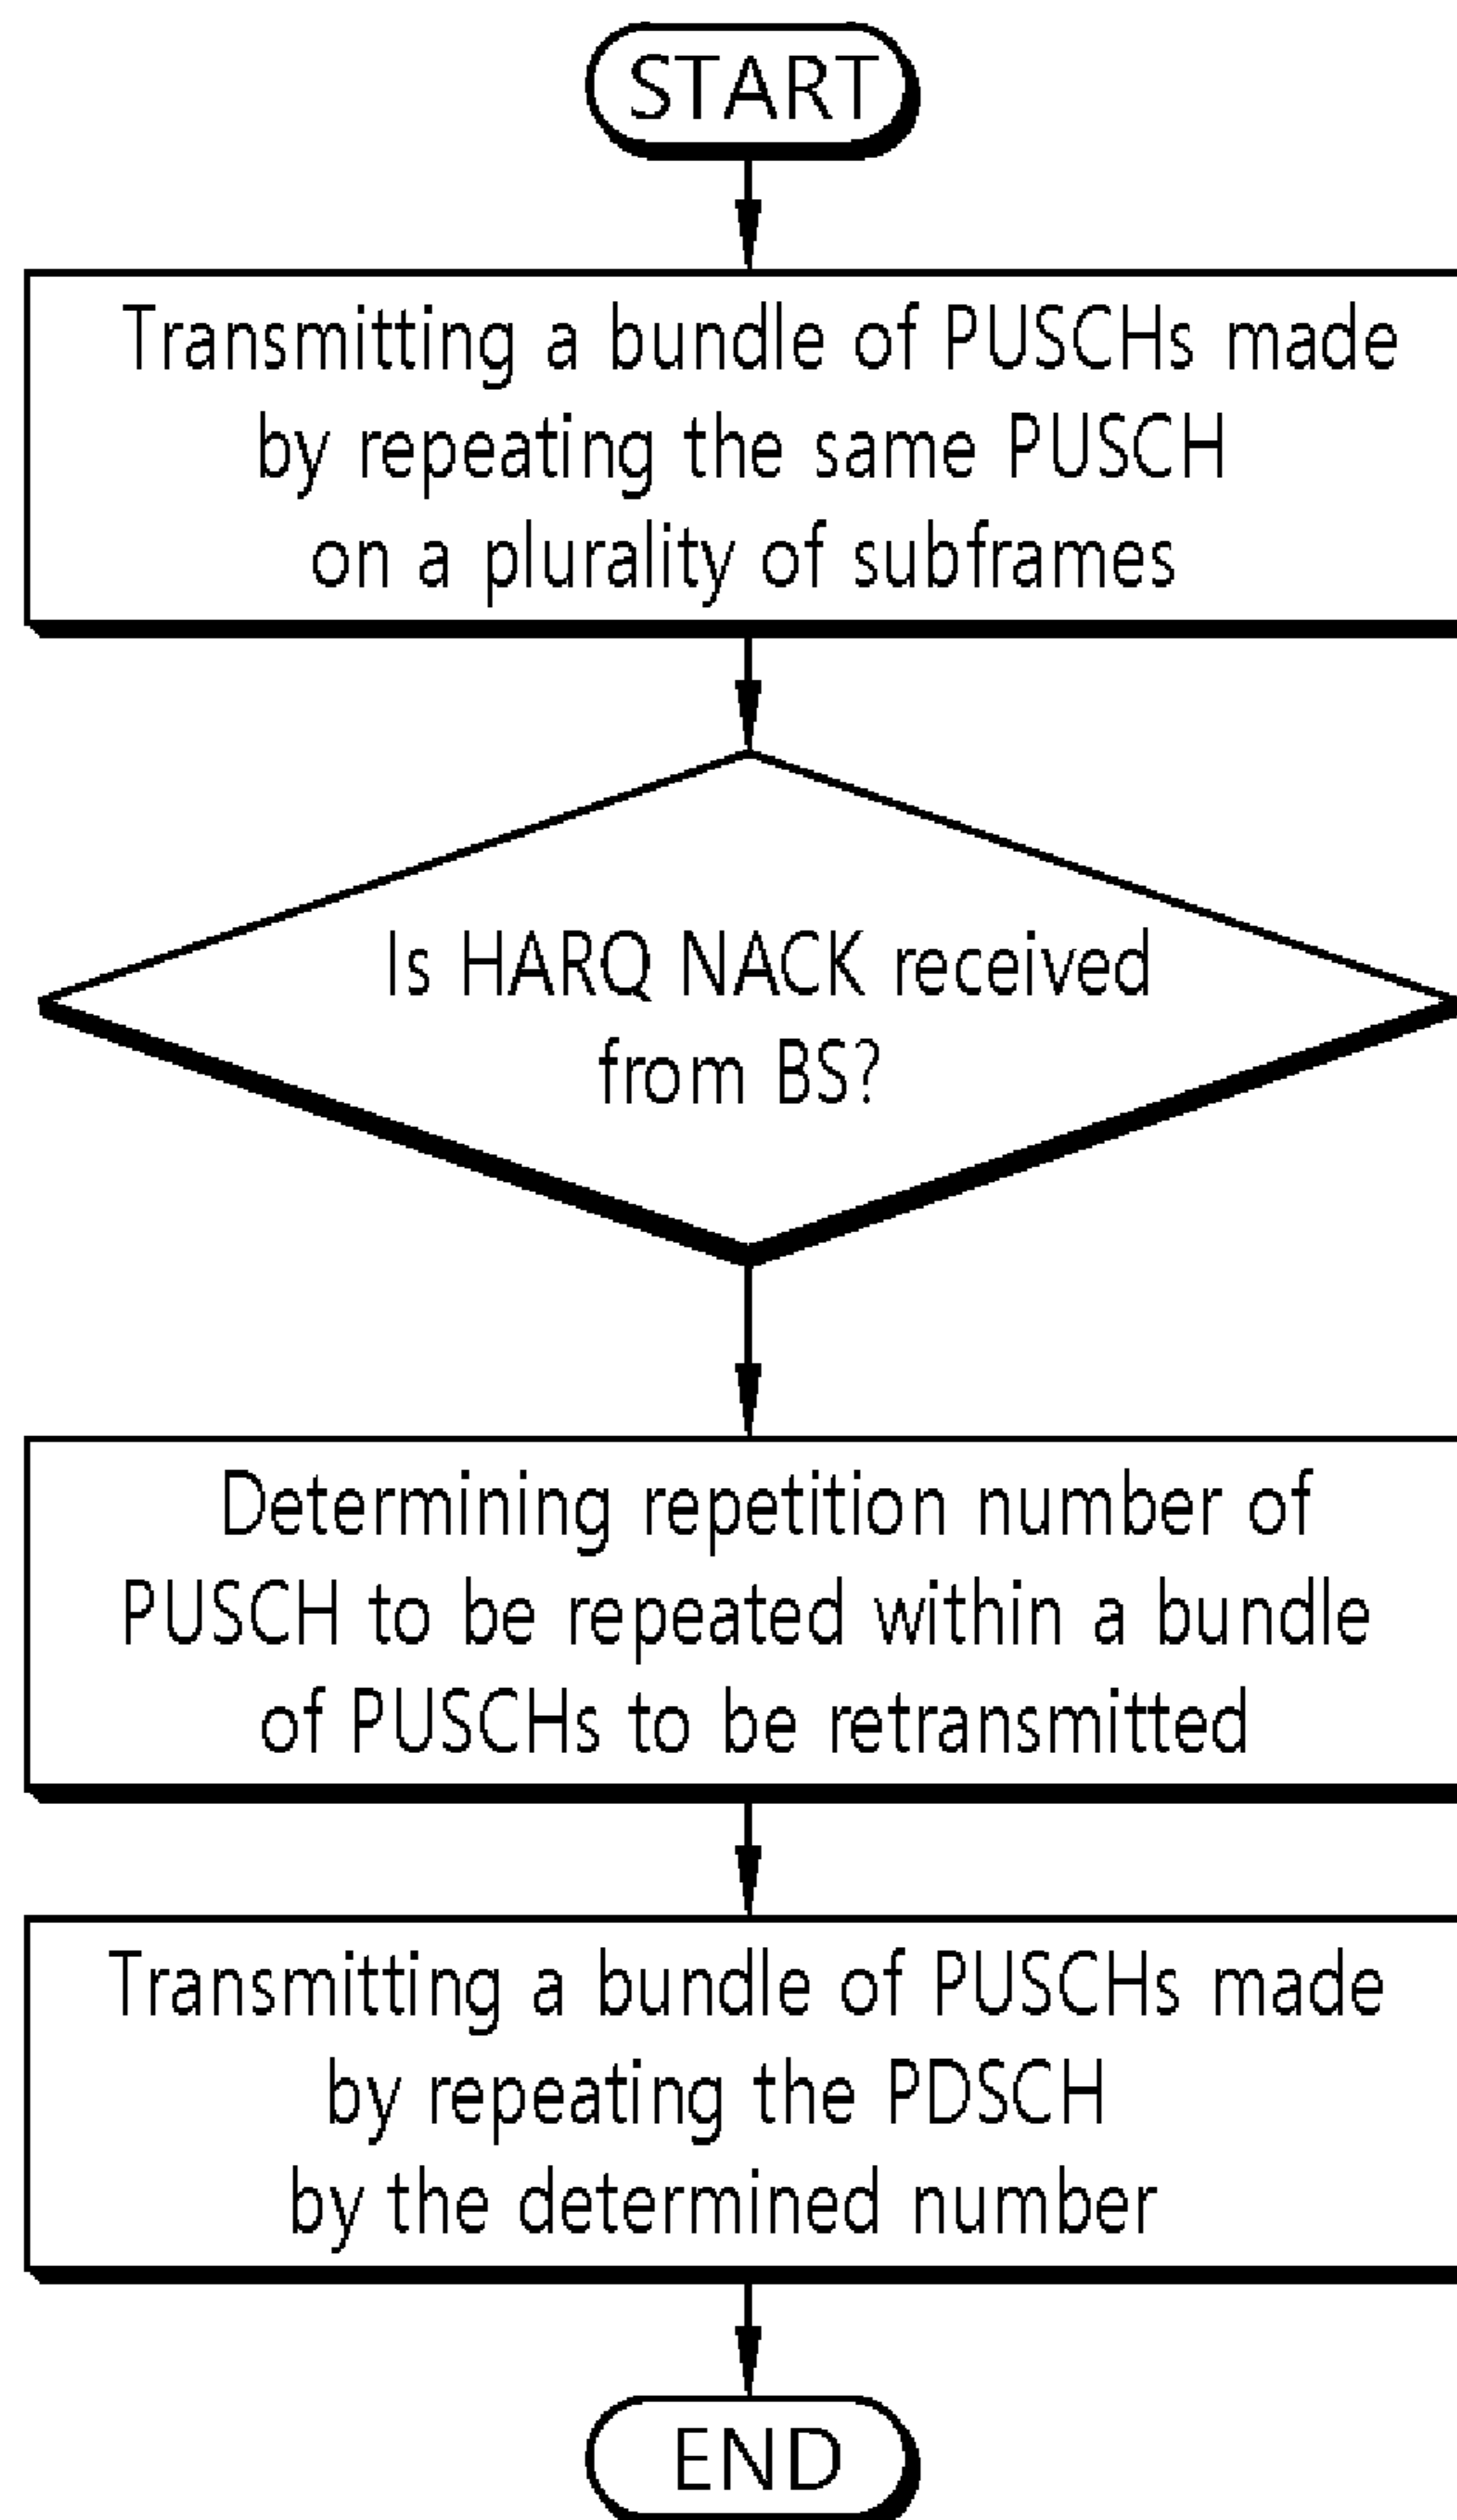 START
Transmitting a bundle of PUSCHs made
by repeating the same PUSCH
on a plurality of subframes
Is HARQ NACK received
from BS?
Determining repetition number of
PUSCH to be repeated within a bundle
of PUSCHs to be retransmitted
Transmitting a bundle of PUSCHs made
by repeating the PDSCH
by the determined number
END